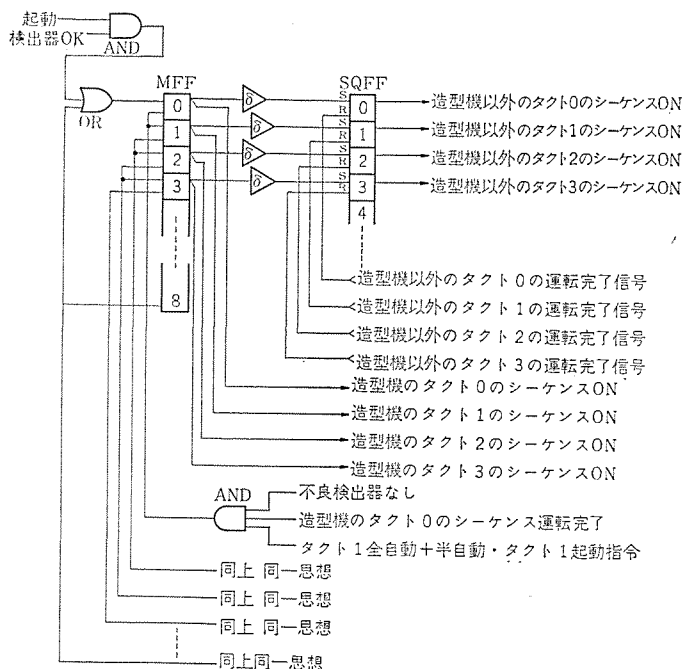 起動
検出器OK
AND
OR
MFF
0
1
2
3
8
δ
δ
δ
δ
SQFF
S
R
S
R
S
R
S
R
0
1
2
3
4
造型機以外のタクト0のシーケンスON
造型機以外のタクト1のシーケンスON
造型機以外のタクト2のシーケンスON
造型機以外のタクト3のシーケンスON
造型機以外のタクト0の運転完了信号
造型機以外のタクト1の運転完了信号
造型機以外のタクト2の運転完了信号
造型機以外のタクト3の運転完了信号
造型機のタクト0のシーケンスON
造型機のタクト1のシーケンスON
造型機のタクト2のシーケンスON
造型機のタクト3のシーケンスON
AND
不良検出器なし
造型機のタクト0のシーケンス運転完了
タクト1全自動+半自動・タクト1起動指令
同上 同一思想
同上 同一思想
同上 同一思想
同上同一思想